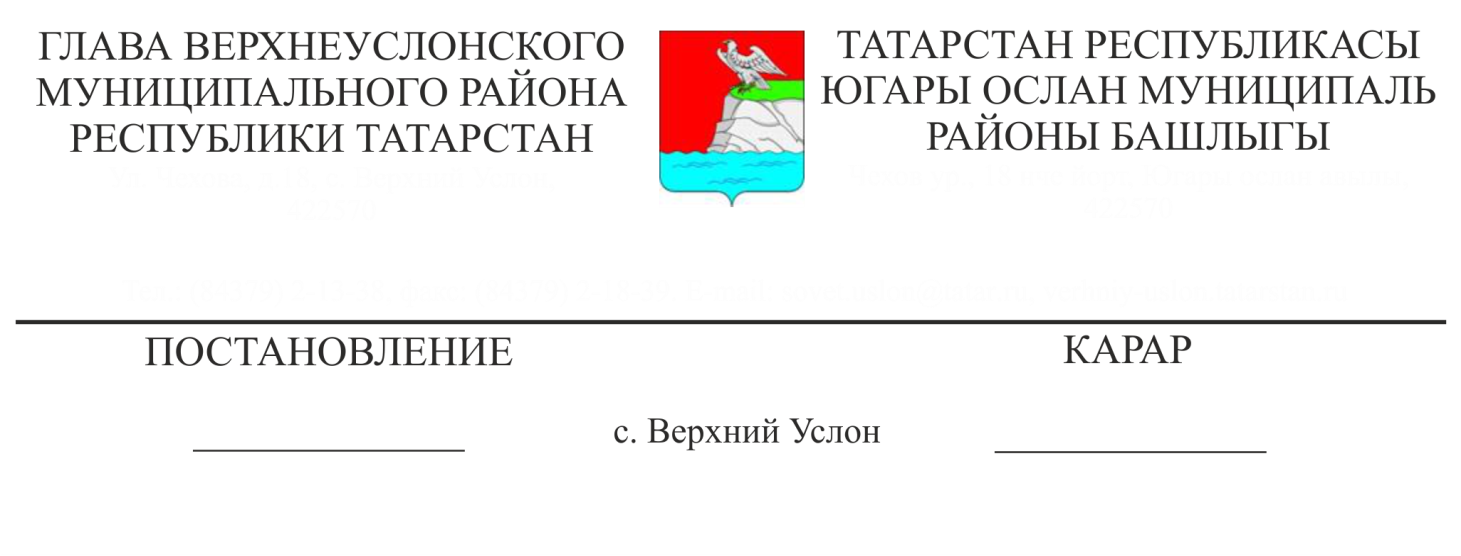 ГЛАВА ВЕРХНЕУСЛОНСКОГО
МУНИЦИПАЛЬНОГО РАЙОНА
РЕСПУБЛИКИ ТАТАРСТАН
ТАТАРСТАН РЕСПУБЛИКАСЫ
ЮГАРЫ ОСЛАН МУНИЦИПАЛЬ
РАЙОНЫ БАШЛЫГЫ
ПОСТАНОВЛЕНИЕ
КАРАР
с. Верхний Услон